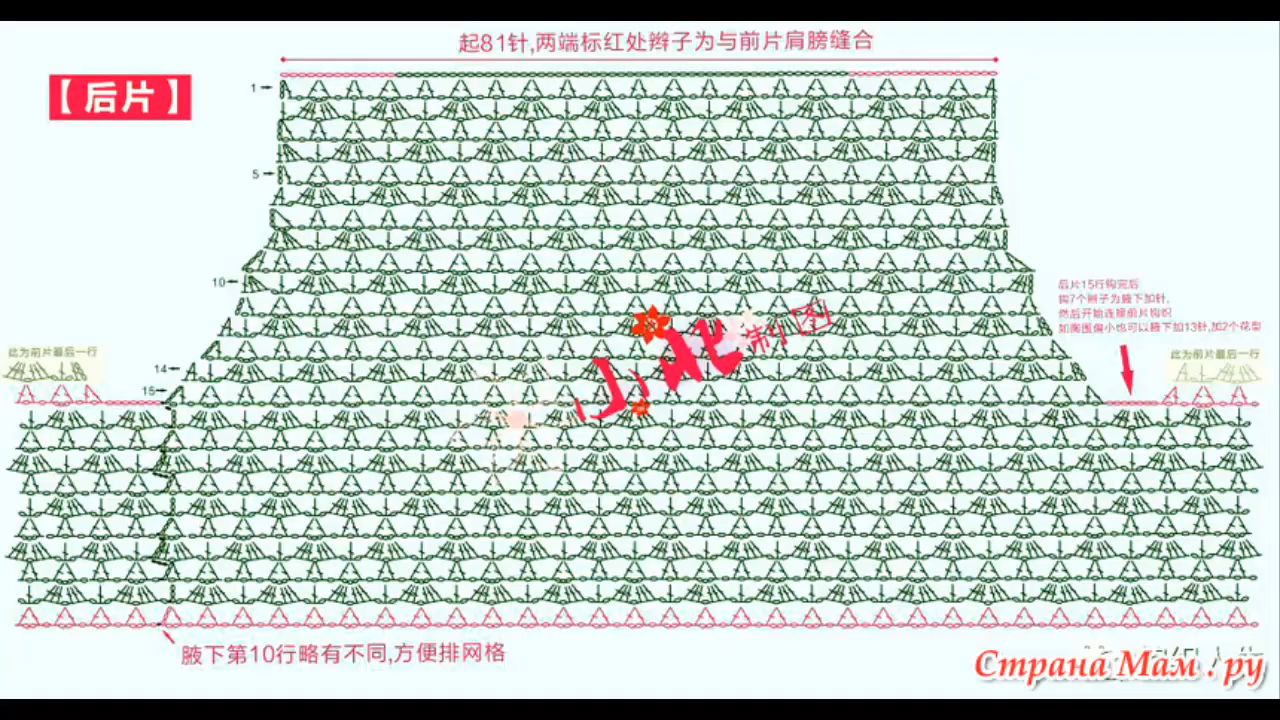 起81针,两端标红处辫子为与前片肩膀缝合
【后片】
1
5
10
后片15行钩完后
钩7个辫子为腋下加针,
然后开始连接前片钩织
如胸围偏小也可以腋下加13针,加2个花型
小北制图
此为前片最后一行
14
此为前片最后一行
15
腋下第10行略有不同,方便排网格
Страна Мам . ру